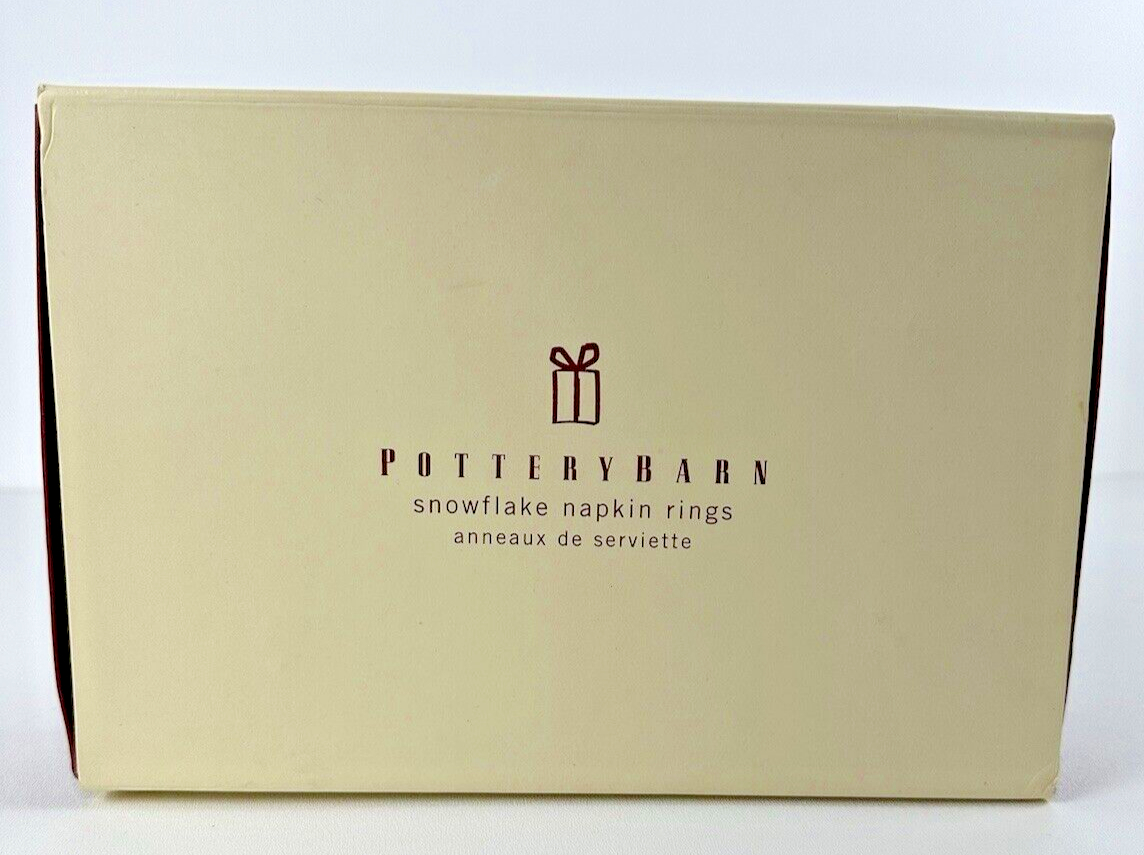 POTTERYBARN
snowflake napkin rings
anneaux de serviette